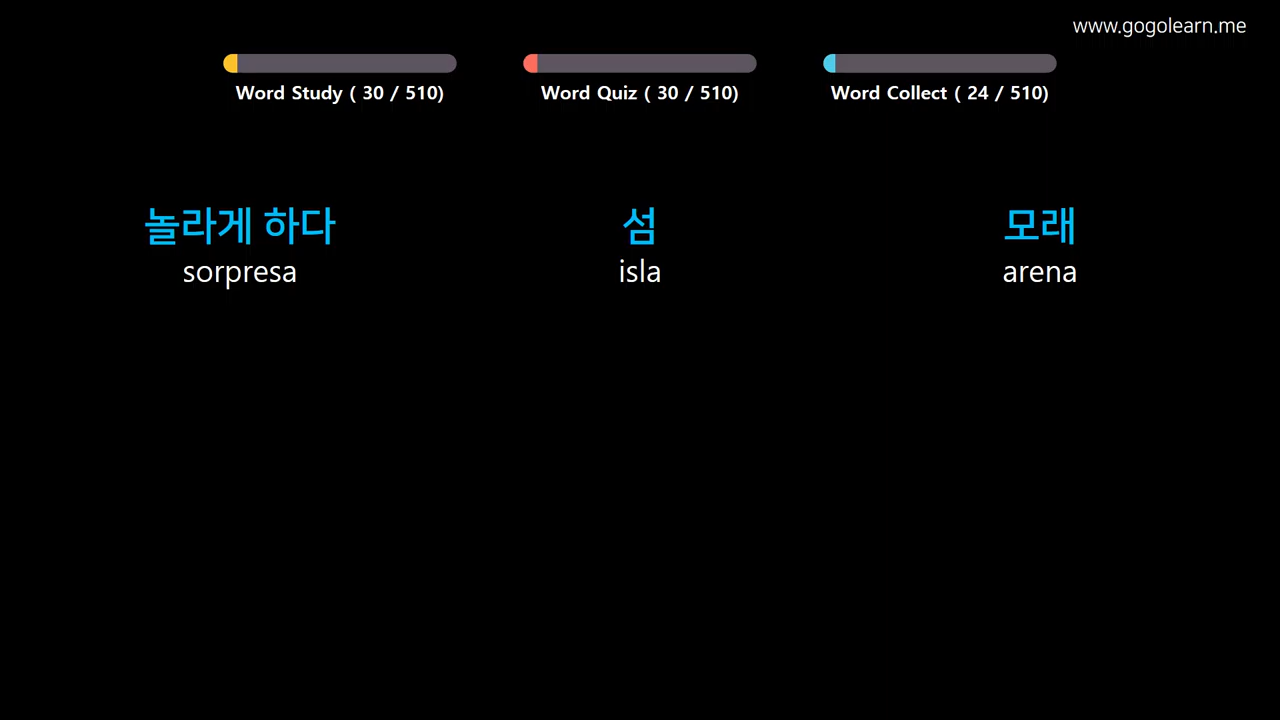 www.gogolearn.me
Word Study ( 30 / 510)
Word Quiz ( 30 / 510)
Word Collect ( 24 / 510)
놀라게 하다
sorpresa
섬
isla
모래
arena